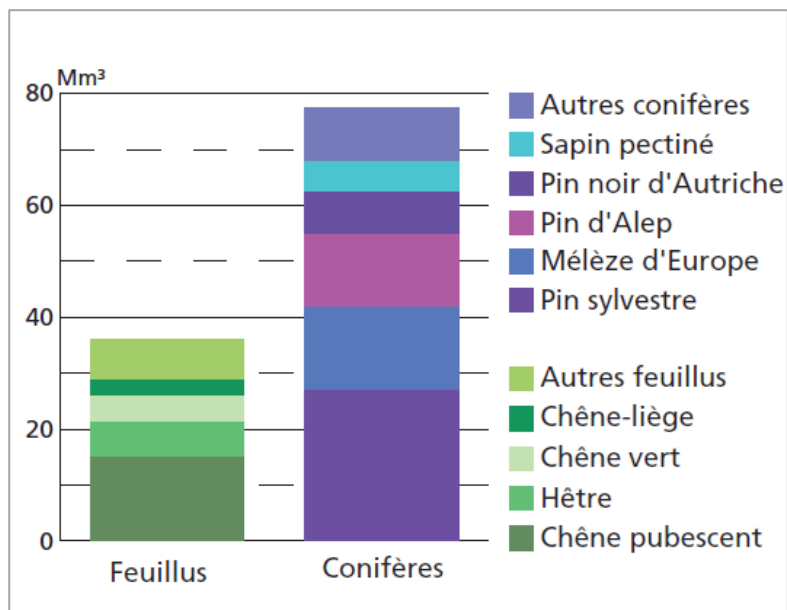 Mm³
80
60
40
20
0
Feuillus
Conifères
Autres conifères
Sapin pectiné
Pin noir d'Autriche
Pin d'Alep
Mélèze d'Europe
Pin sylvestre
Autres feuillus
Chêne-liège
Chêne vert
Hêtre
Chêne pubescent